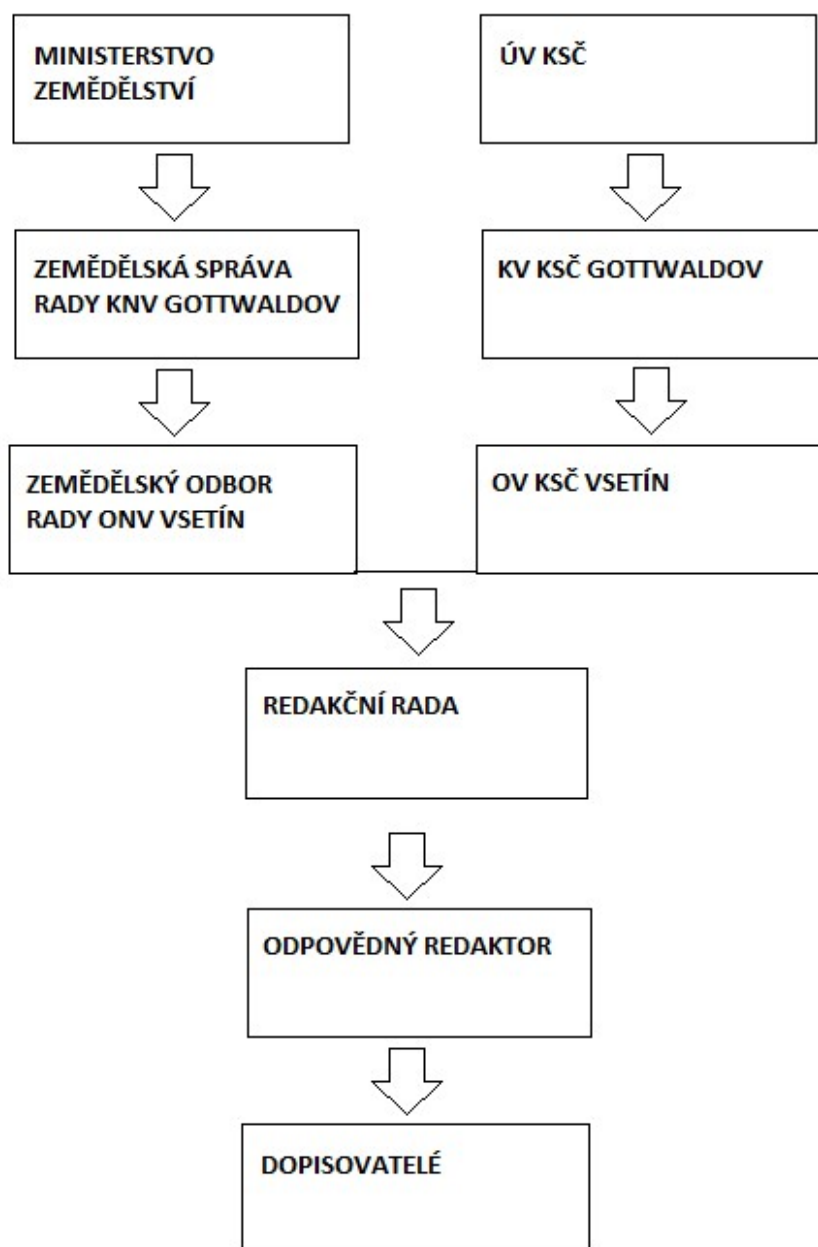 MINISTERSTVO
ZEMĚDĚLSTVÍ
ÚV KSČ
ZEMĚDĚLSKÁ SPRÁVA
RADY KNV GOTTWALDOV
KV KSČ GOTTWALDOV
ZEMĚDĚLSKÝ ODBOR
RADY ONV VSETÍN
OV KSČ VSETÍN
REDAKČNÍ RADA
ODPOVĚDNÝ REDAKTOR
DOPISOVATELÉ